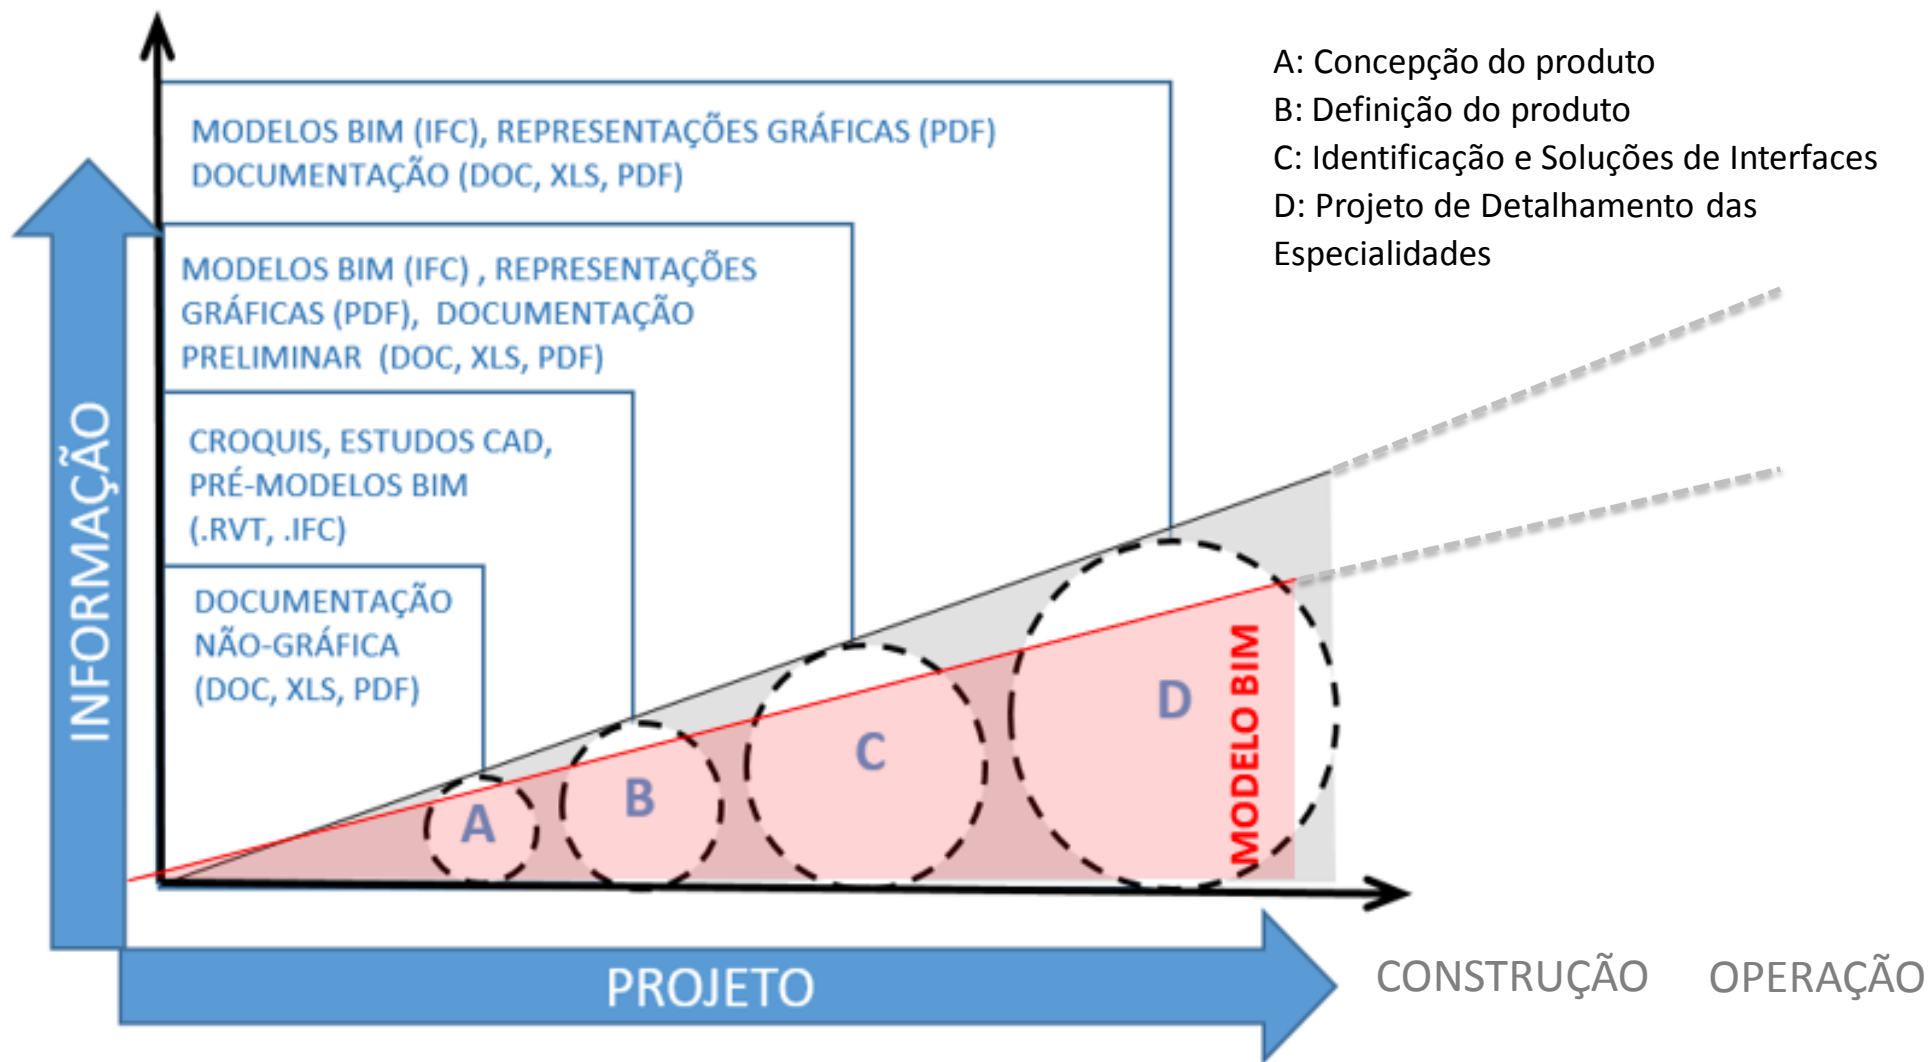 A: Concepção do produto
B: Definição do produto
C: Identificação e Soluções de Interfaces
D: Projeto de Detalhamento das
Especialidades
MODELOS BIM (IFC), REPRESENTAÇÕES GRÁFICAS (PDF)
DOCUMENTAÇÃO (DOC, XLS, PDF)
MODELOS BIM (IFC) , REPRESENTAÇÕES
GRÁFICAS (PDF), DOCUMENTAÇÃO
PRELIMINAR (DOC, XLS, PDF)
CROQUIS, ESTUDOS CAD,
PRÉ-MODELOS BIM
(.RVT, .IFC)
DOCUMENTAÇÃO
NÃO-GRÁFICA
(DOC, XLS, PDF)
INFORMAÇÃO
A
B
C
D
MODELO BIM
PROJETO
CONSTRUÇÃO
OPERAÇÃO